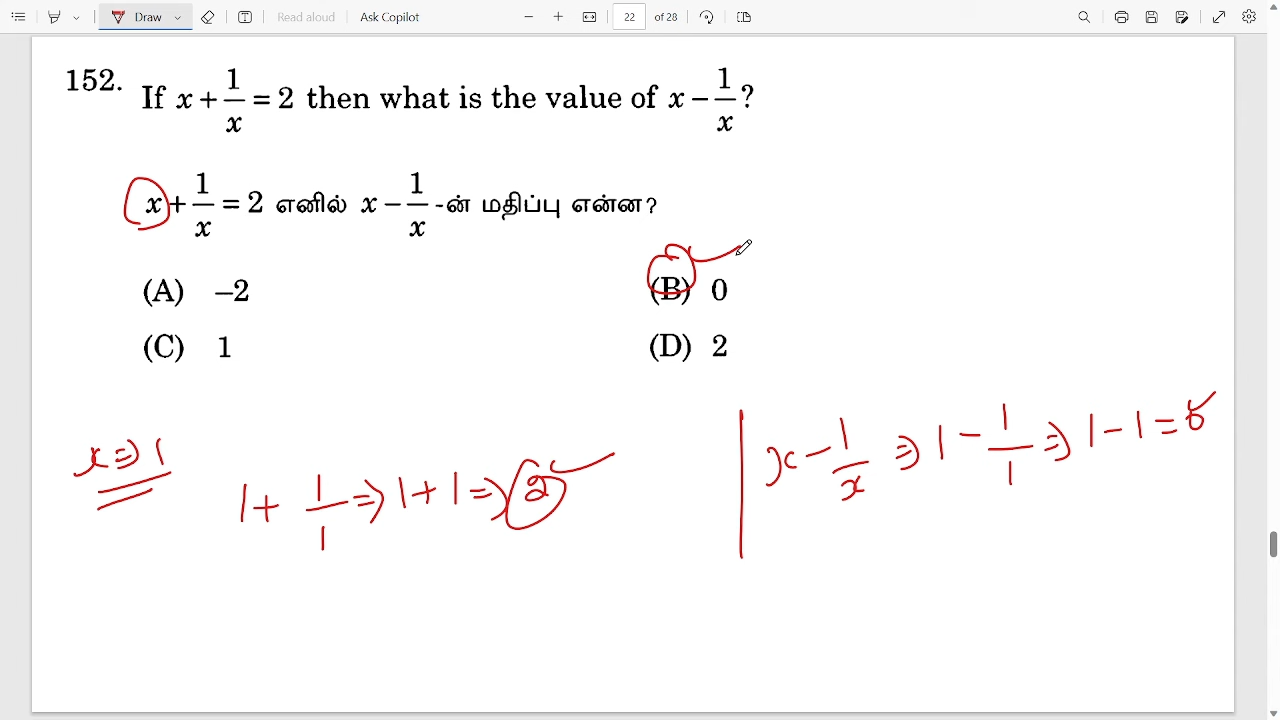 Draw Read aloud Ask Copilot 22 of 28
152. If x + 1/x = 2 then what is the value of x − 1/x?
x + 1/x = 2 எனில் x − 1/x -ன் மதிப்பு என்ன?
(A) −2 (B) 0
(C) 1 (D) 2
x ⇒ 1
1 + 1/1 ⇒ 1 + 1 ⇒ 2
x − 1/x ⇒ 1 − 1/1 ⇒ 1 − 1 = 0